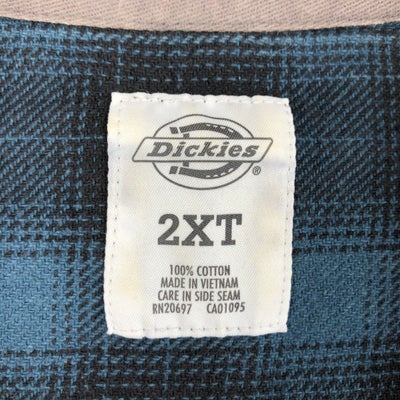 Dickies ®
2XT
100% COTTON
MADE IN VIETNAM
CARE IN SIDE SEAM
RN20697 CA01095